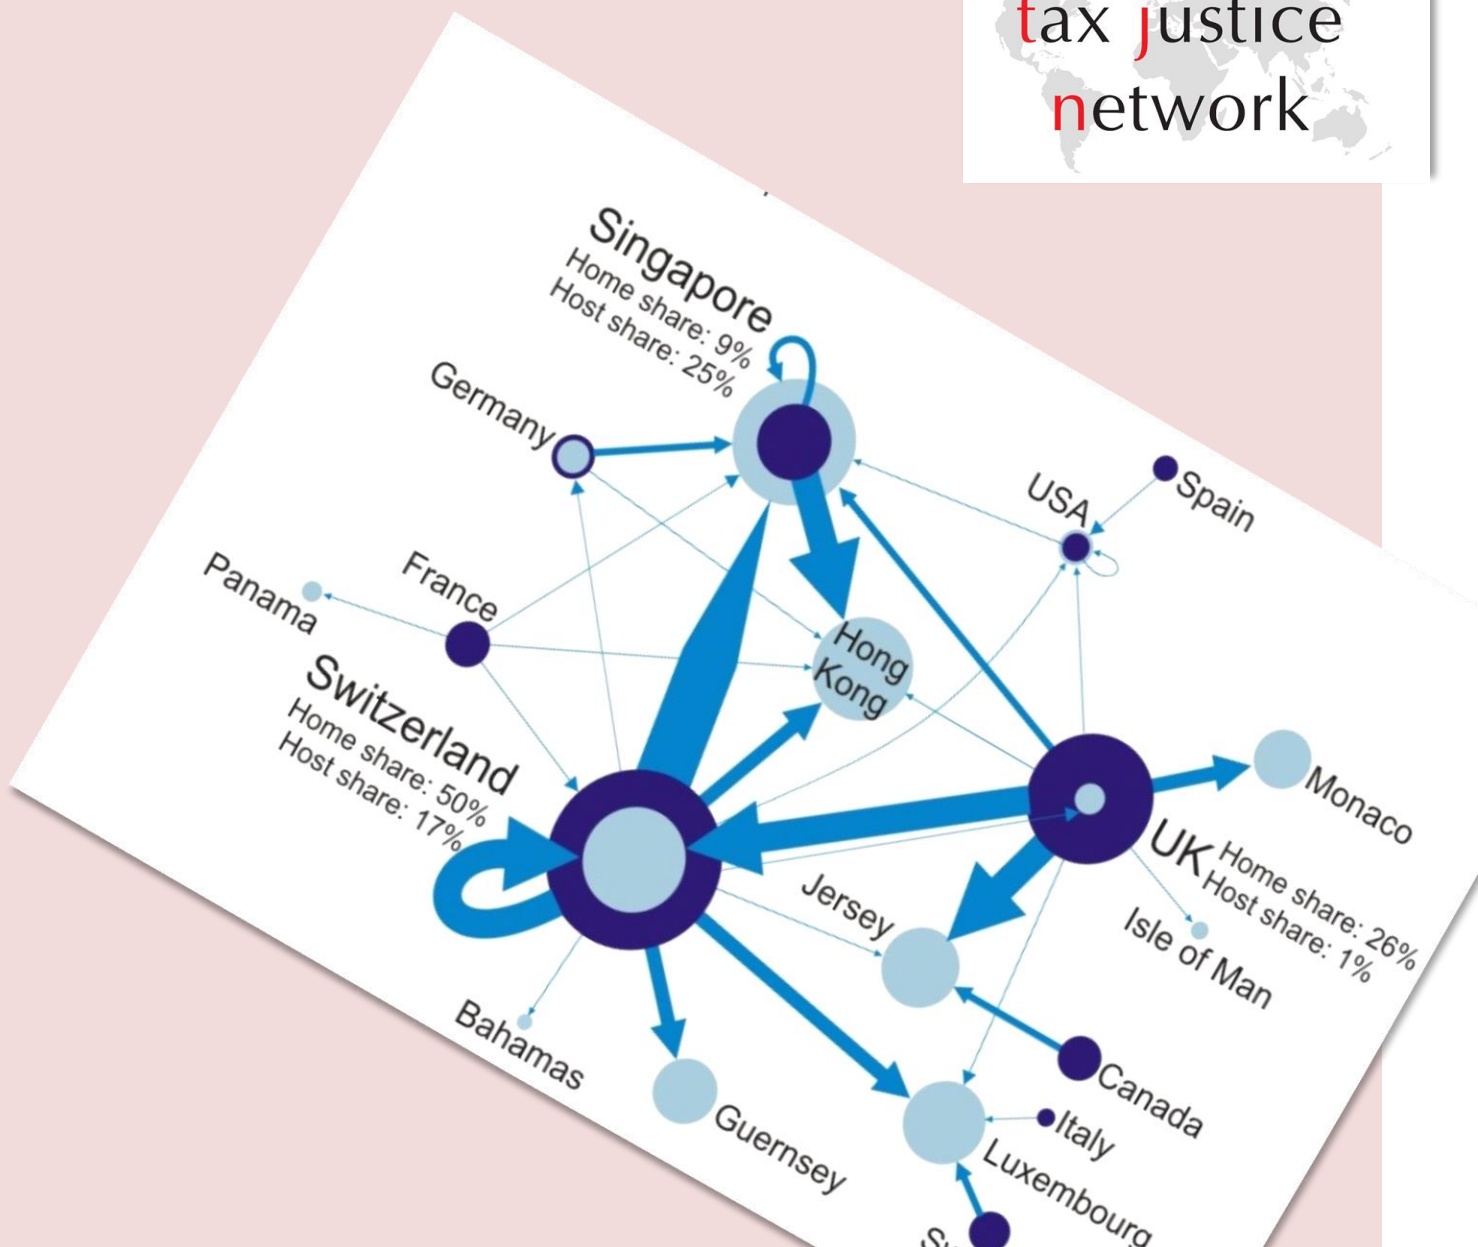 tax justice
network
Singapore
Home share: 9%
Host share: 25%
Germany
USA
Spain
France
Panama
Hong
Kong
Switzerland
Home share: 50%
Host share: 17%
Monaco
UK
Home share: 26%
Host share: 1%
Jersey
Isle of Man
Bahamas
Canada
Italy
Guernsey
Luxembourg